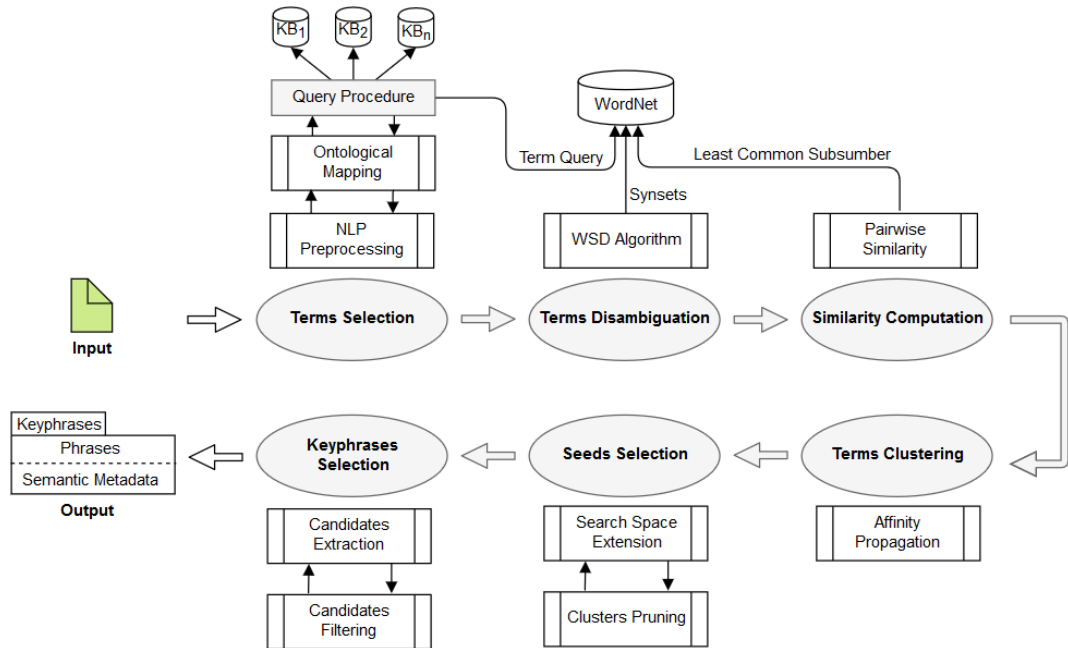 KB1
KB2
KBn
Query Procedure
WordNet
Ontological
Mapping
Term Query
Least Common Subsumber
Synsets
NLP
Preprocessing
WSD Algorithm
Pairwise
Similarity
Input
Terms Selection
Terms Disambiguation
Similarity Computation
Keyphrases
Phrases
Semantic Metadata
Output
Keyphrases
Selection
Seeds Selection
Terms Clustering
Candidates
Extraction
Search Space
Extension
Affinity
Propagation
Candidates
Filtering
Clusters Pruning